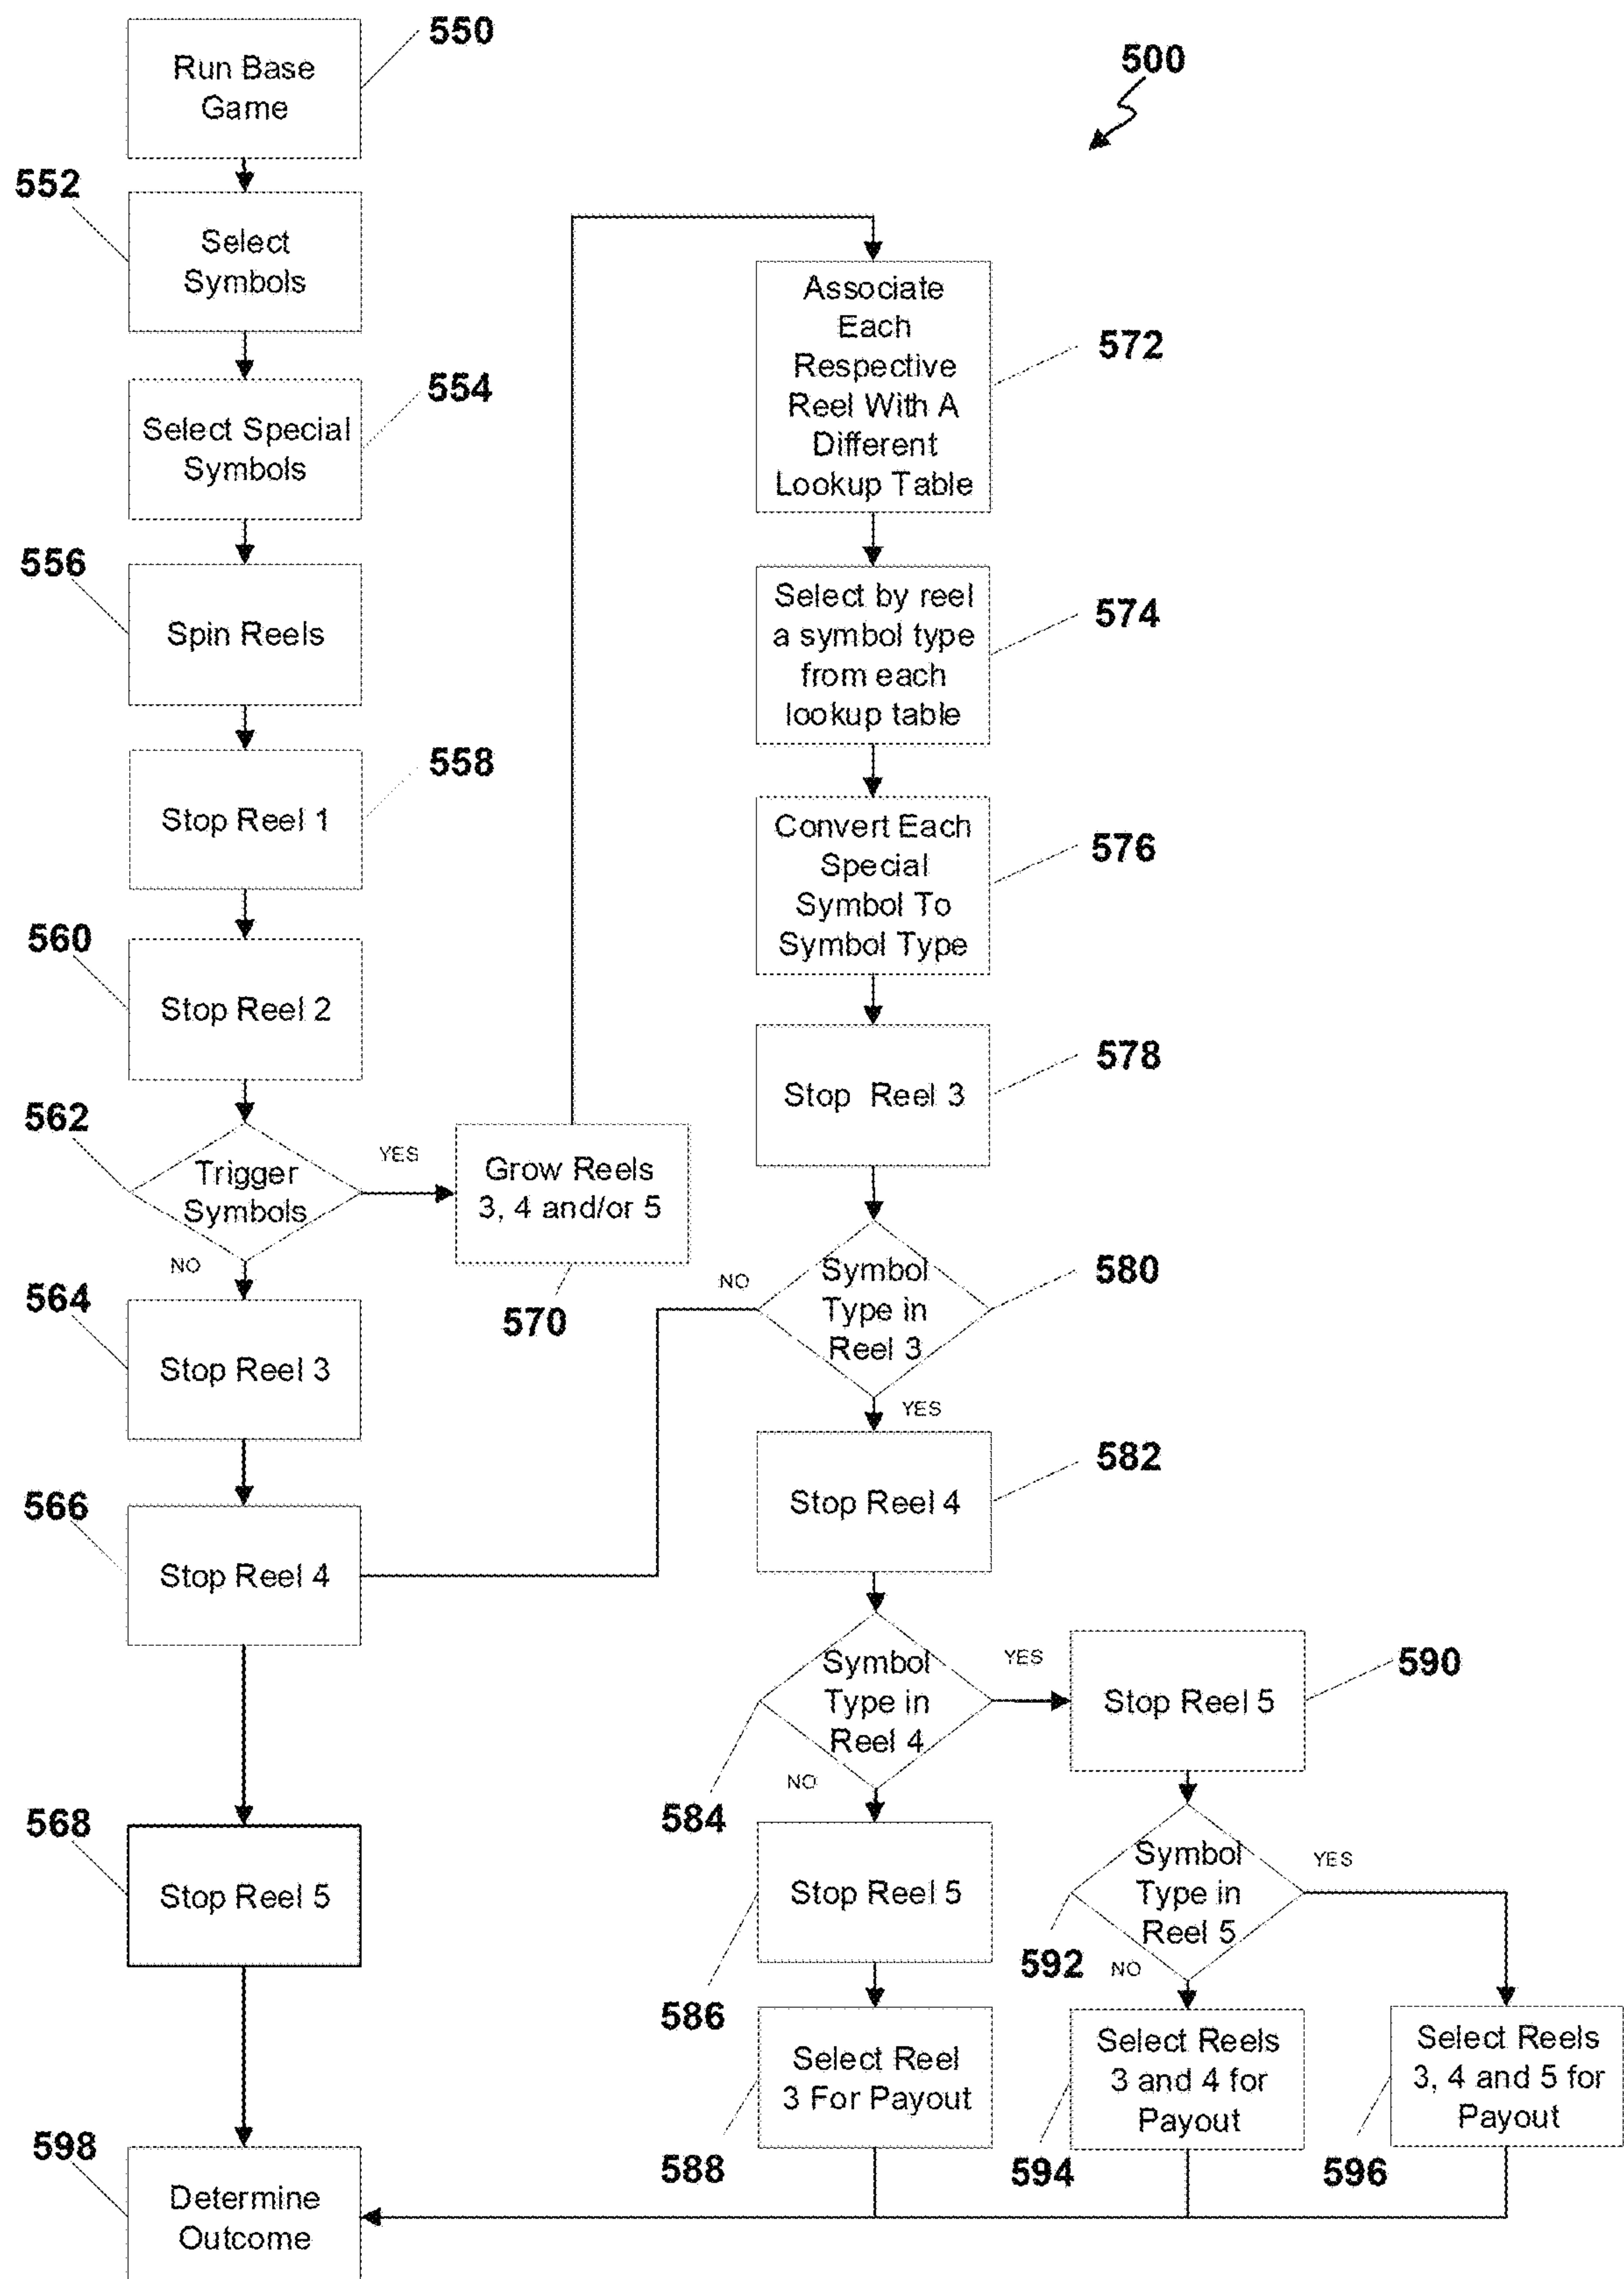 550
500
Run Base
Game
552
Select
Symbols
554
Select Special
Symbols
556
Spin Reels
558
Stop Reel 1
560
Stop Reel 2
562
Trigger
Symbols
YES
NO
Grow Reels
3, 4 and/or 5
570
564
Stop Reel 3
566
Stop Reel 4
568
Stop Reel 5
598
Determine
Outcome
Associate
Each
Respective
Reel With A
Different
Lookup Table
572
Select by reel
a symbol type
from each
lookup table
574
Convert Each
Special
Symbol To
Symbol Type
576
Stop Reel 3
578
Symbol
Type in
Reel 3
580
NO
YES
Stop Reel 4
582
Symbol
Type in
Reel 4
584
YES
NO
Stop Reel 5
586
Select Reel
3 For Payout
588
Stop Reel 5
590
Symbol
Type in
Reel 5
592
YES
NO
Select Reels
3 and 4 for
Payout
594
Select Reels
3, 4 and 5 for
Payout
596